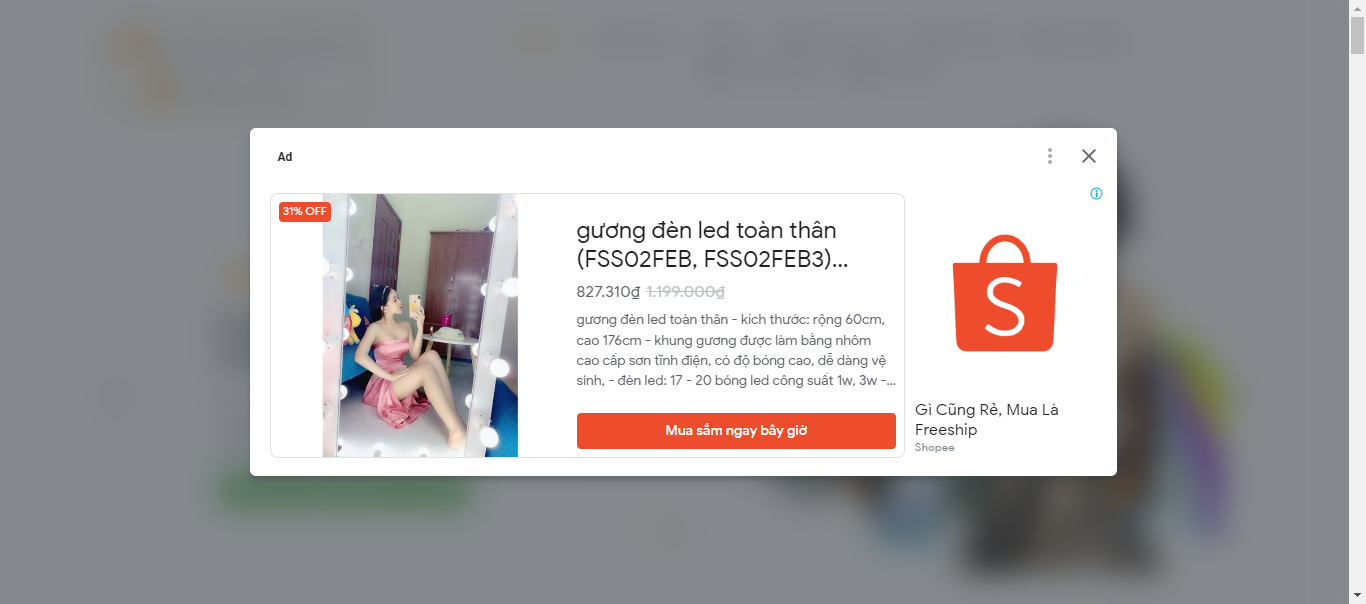 Ad
31% OFF
gương đèn led toàn thân
(FSS02FEB, FSS02FEB3)...
827.310₫ 1.199.000₫
gương đèn led toàn thân - kích thước: rộng 60cm,
cao 176cm - khung gương được làm bằng nhôm
cao cấp sơn tĩnh điện, có độ bóng cao, dễ dàng vệ
sinh, - đèn led: 17 - 20 bóng led công suất 1w, 3w -...
Mua sắm ngay bây giờ
S
Gì Cũng Rẻ, Mua Là
Freeship
Shopee